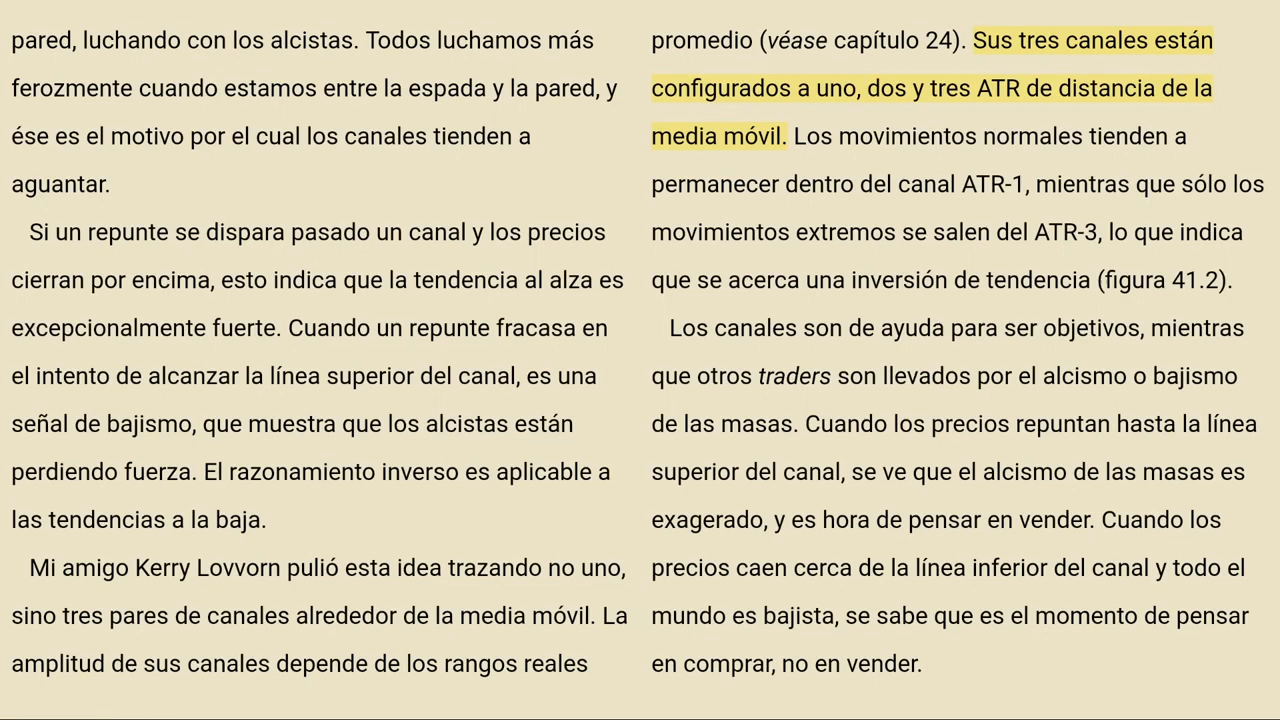 pared, luchando con los alcistas. Todos luchamos más
ferozmente cuando estamos entre la espada y la pared, y
ése es el motivo por el cual los canales tienden a
aguantar.
Si un repunte se dispara pasado un canal y los precios
cierran por encima, esto indica que la tendencia al alza es
excepcionalmente fuerte. Cuando un repunte fracasa en
el intento de alcanzar la línea superior del canal, es una
señal de bajismo, que muestra que los alcistas están
perdiendo fuerza. El razonamiento inverso es aplicable a
las tendencias a la baja.
Mi amigo Kerry Lovvorn pulió esta idea trazando no uno,
sino tres pares de canales alrededor de la media móvil. La
amplitud de sus canales depende de los rangos reales
promedio (véase capítulo 24). Sus tres canales están
configurados a uno, dos y tres ATR de distancia de la
media móvil. Los movimientos normales tienden a
permanecer dentro del canal ATR-1, mientras que sólo los
movimientos extremos se salen del ATR-3, lo que indica
que se acerca una inversión de tendencia (figura 41.2).
Los canales son de ayuda para ser objetivos, mientras
que otros traders son llevados por el alcismo o bajismo
de las masas. Cuando los precios repuntan hasta la línea
superior del canal, se ve que el alcismo de las masas es
exagerado, y es hora de pensar en vender. Cuando los
precios caen cerca de la línea inferior del canal y todo el
mundo es bajista, se sabe que es el momento de pensar
en comprar, no en vender.